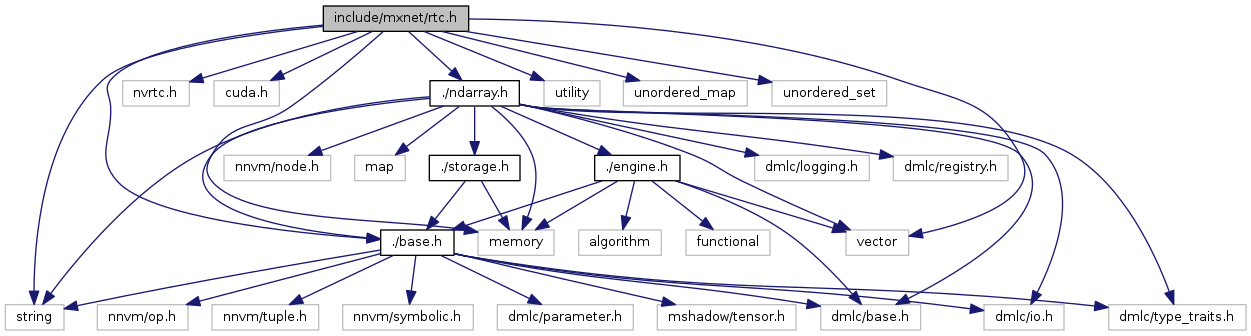 include/mxnet/rtc.h
nvrtc.h
cuda.h
./ndarray.h
utility
unordered_map
unordered_set
nnvm/node.h
map
./storage.h
./engine.h
dmlc/logging.h
dmlc/registry.h
./base.h
memory
algorithm
functional
vector
string
nnvm/op.h
nnvm/tuple.h
nnvm/symbolic.h
dmlc/parameter.h
mshadow/tensor.h
dmlc/base.h
dmlc/io.h
dmlc/type_traits.h